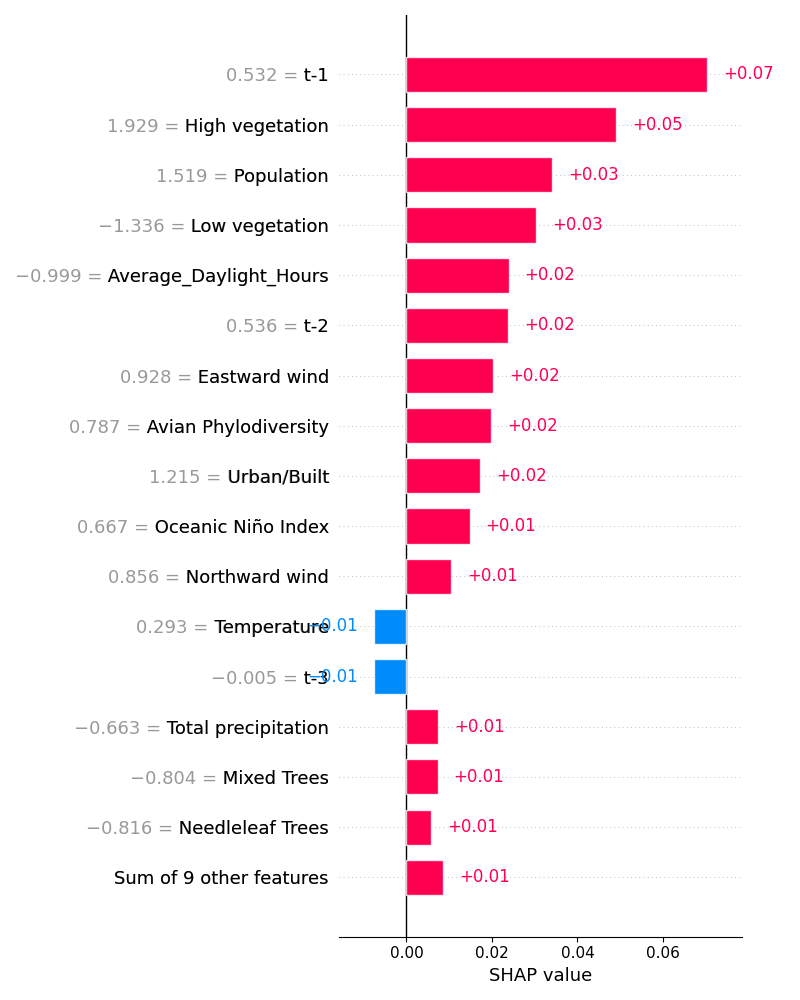 0.532 = t-1 +0.07
1.929 = High vegetation +0.05
1.519 = Population +0.03
−1.336 = Low vegetation +0.03
−0.999 = Average_Daylight_Hours +0.02
0.536 = t-2 +0.02
0.928 = Eastward wind +0.02
0.787 = Avian Phylodiversity +0.02
1.215 = Urban/Built +0.02
0.667 = Oceanic Niño Index +0.01
0.856 = Northward wind +0.01
0.293 = Temperature −0.01
−0.005 = t-3 −0.01
−0.663 = Total precipitation +0.01
−0.804 = Mixed Trees +0.01
−0.816 = Needleleaf Trees +0.01
Sum of 9 other features +0.01
0.00 0.02 0.04 0.06
SHAP value